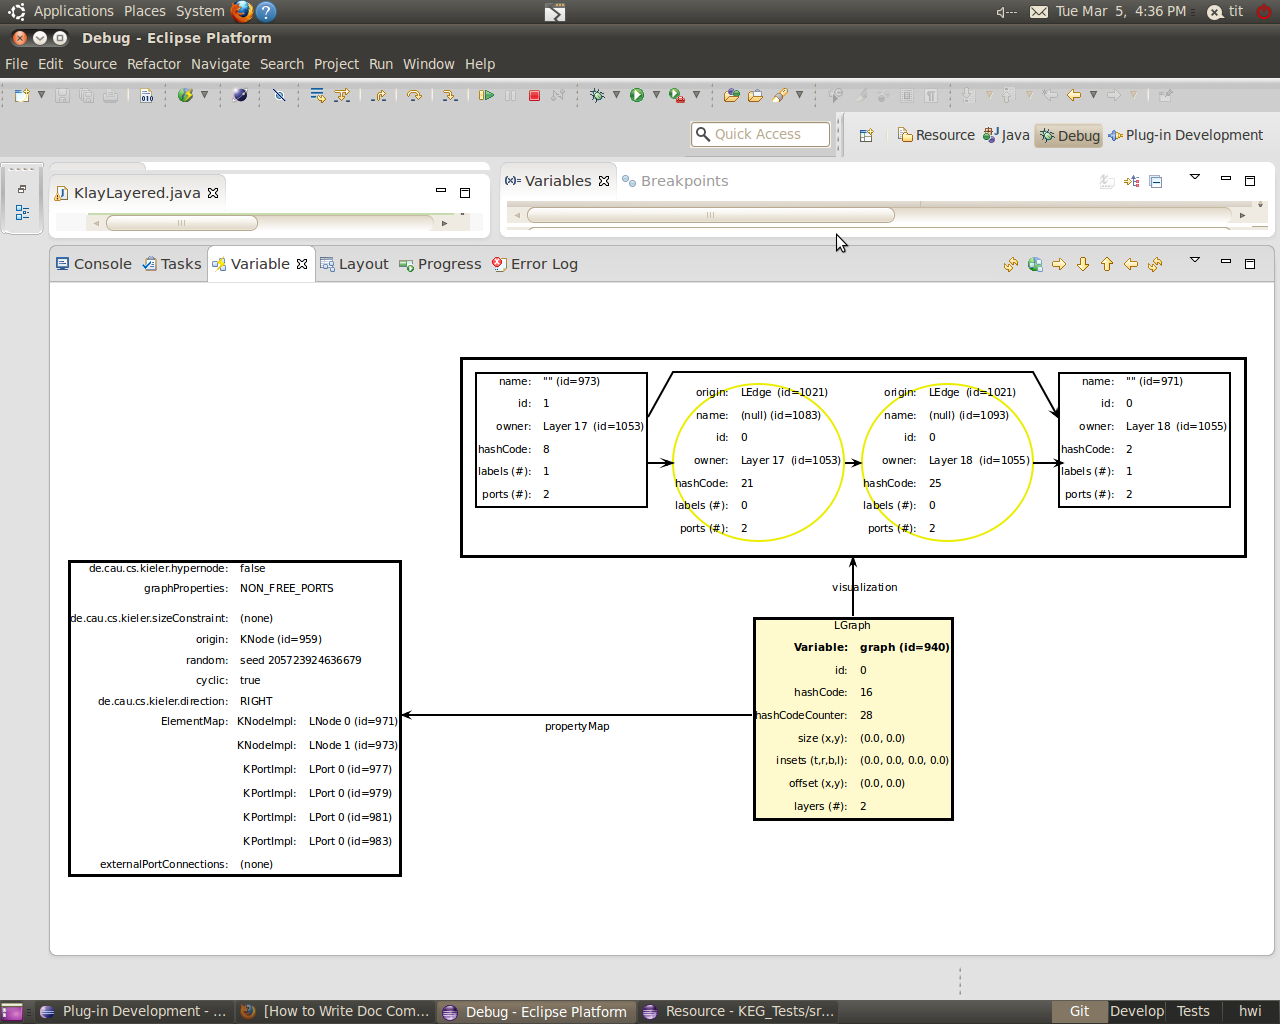 Applications Places System
Tue Mar 5, 4:36 PM tit
Debug - Eclipse Platform
File Edit Source Refactor Navigate Search Project Run Window Help
Quick Access
Resource Java Debug Plug-in Development
KlayLayered.java
Variables Breakpoints
Console Tasks Variable Layout Progress Error Log
name: "" (id=973)
id: 1
owner: Layer 17 (id=1053)
hashCode: 8
labels (#): 1
ports (#): 2
origin: LEdge (id=1021)
name: (null) (id=1083)
id: 0
owner: Layer 17 (id=1053)
hashCode: 21
labels (#): 0
ports (#): 2
origin: LEdge (id=1021)
name: (null) (id=1093)
id: 0
owner: Layer 18 (id=1055)
hashCode: 25
labels (#): 0
ports (#): 2
name: "" (id=971)
id: 0
owner: Layer 18 (id=1055)
hashCode: 2
labels (#): 1
ports (#): 2
visualization
de.cau.cs.kieler.hypernode: false
graphProperties: NON_FREE_PORTS
de.cau.cs.kieler.sizeConstraint: (none)
origin: KNode (id=959)
random: seed 205723924636679
cyclic: true
de.cau.cs.kieler.direction: RIGHT
ElementMap: KNodeImpl: LNode 0 (id=971)
KNodeImpl: LNode 1 (id=973)
KPortImpl: LPort 0 (id=977)
KPortImpl: LPort 0 (id=979)
KPortImpl: LPort 0 (id=981)
KPortImpl: LPort 0 (id=983)
externalPortConnections: (none)
propertyMap
LGraph
Variable: graph (id=940)
id: 0
hashCode: 16
hashCodeCounter: 28
size (x,y): (0.0, 0.0)
insets (t,r,b,l): (0.0, 0.0, 0.0, 0.0)
offset (x,y): (0.0, 0.0)
layers (#): 2
Plug-in Development - ... [How to Write Doc Com... Debug - Eclipse Platform Resource - KEG_Tests/sr... Git Develop Tests hwi